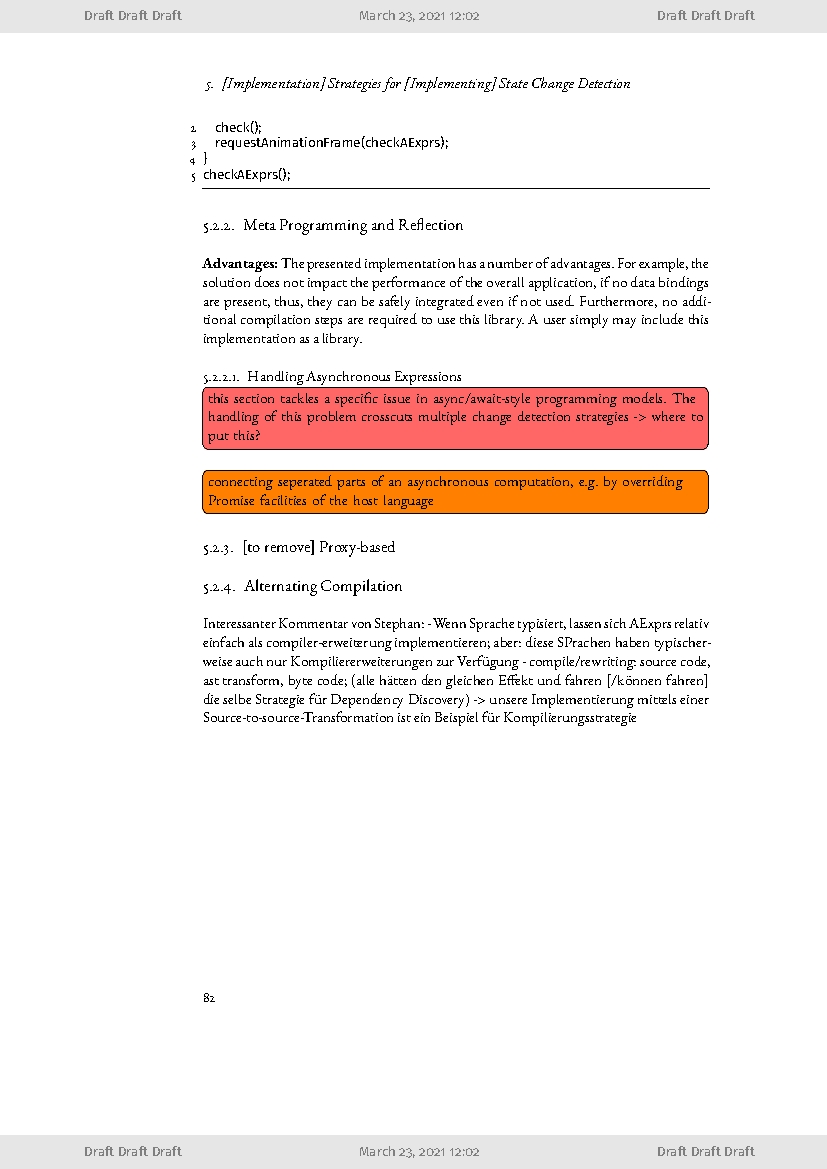 Draft Draft Draft March 23, 2021 12:02 Draft Draft Draft
5. [Implementation] Strategies for [Implementing] State Change Detection
2 check();
3 requestAnimationFrame(checkAExprs);
4 }
5 checkAExprs();
5.2.2. Meta Programming and Reflection
Advantages: The presented implementation has a number of advantages. For example, the
solution does not impact the performance of the overall application, if no data bindings
are present, thus, they can be safely integrated even if not used. Furthermore, no addi-
tional compilation steps are required to use this library. A user simply may include this
implementation as a library.
5.2.2.1. Handling Asynchronous Expressions
this section tackles a specific issue in async/await-style programming models. The
handling of this problem crosscuts multiple change detection strategies -> where to
put this?
connecting seperated parts of an asynchronous computation, e.g. by overriding
Promise facilities of the host language
5.2.3. [to remove] Proxy-based
5.2.4. Alternating Compilation
Interessanter Kommentar von Stephan: - Wenn Sprache typisiert, lassen sich AExprs relativ
einfach als compiler-erweiterung implementieren; aber: diese SPrachen haben typischer-
weise auch nur Kompiliererweiterungen zur Verfügung - compile/rewriting: source code,
ast transform, byte code; (alle hätten den gleichen Effekt und fahren [/können fahren]
die selbe Strategie für Dependency Discovery) -> unsere Implementierung mittels einer
Source-to-source-Transformation ist ein Beispiel für Kompilierungsstrategie
82
Draft Draft Draft March 23, 2021 12:02 Draft Draft Draft